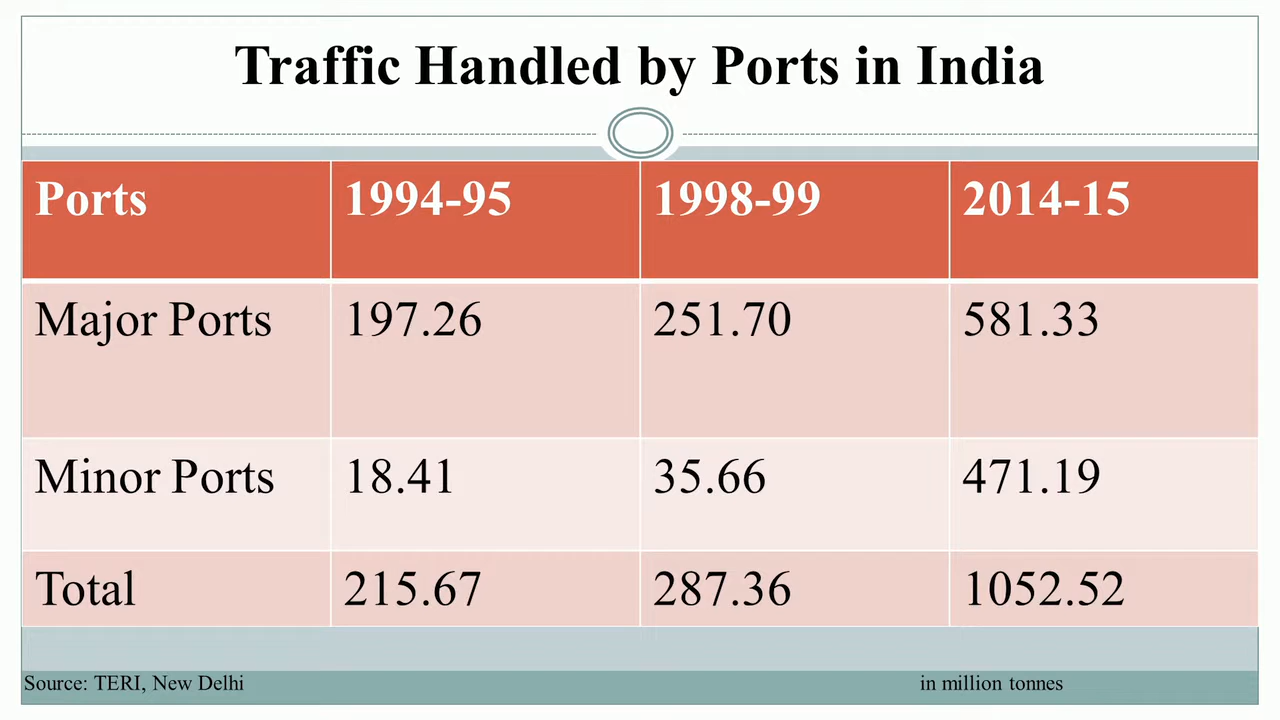 Traffic Handled by Ports in India
Ports 1994-95 1998-99 2014-15
Major Ports 197.26 251.70 581.33
Minor Ports 18.41 35.66 471.19
Total 215.67 287.36 1052.52
Source: TERI, New Delhi in million tonnes